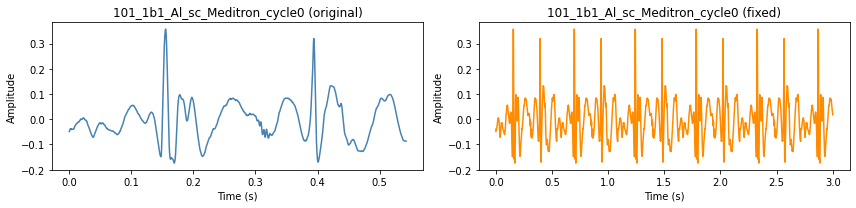 101_1b1_Al_sc_Meditron_cycle0 (original)
Amplitude
0.3
0.2
0.1
0.0
−0.1
−0.2
0.0 0.1 0.2 0.3 0.4 0.5
Time (s)
101_1b1_Al_sc_Meditron_cycle0 (fixed)
Amplitude
0.3
0.2
0.1
0.0
−0.1
−0.2
0.0 0.5 1.0 1.5 2.0 2.5 3.0
Time (s)